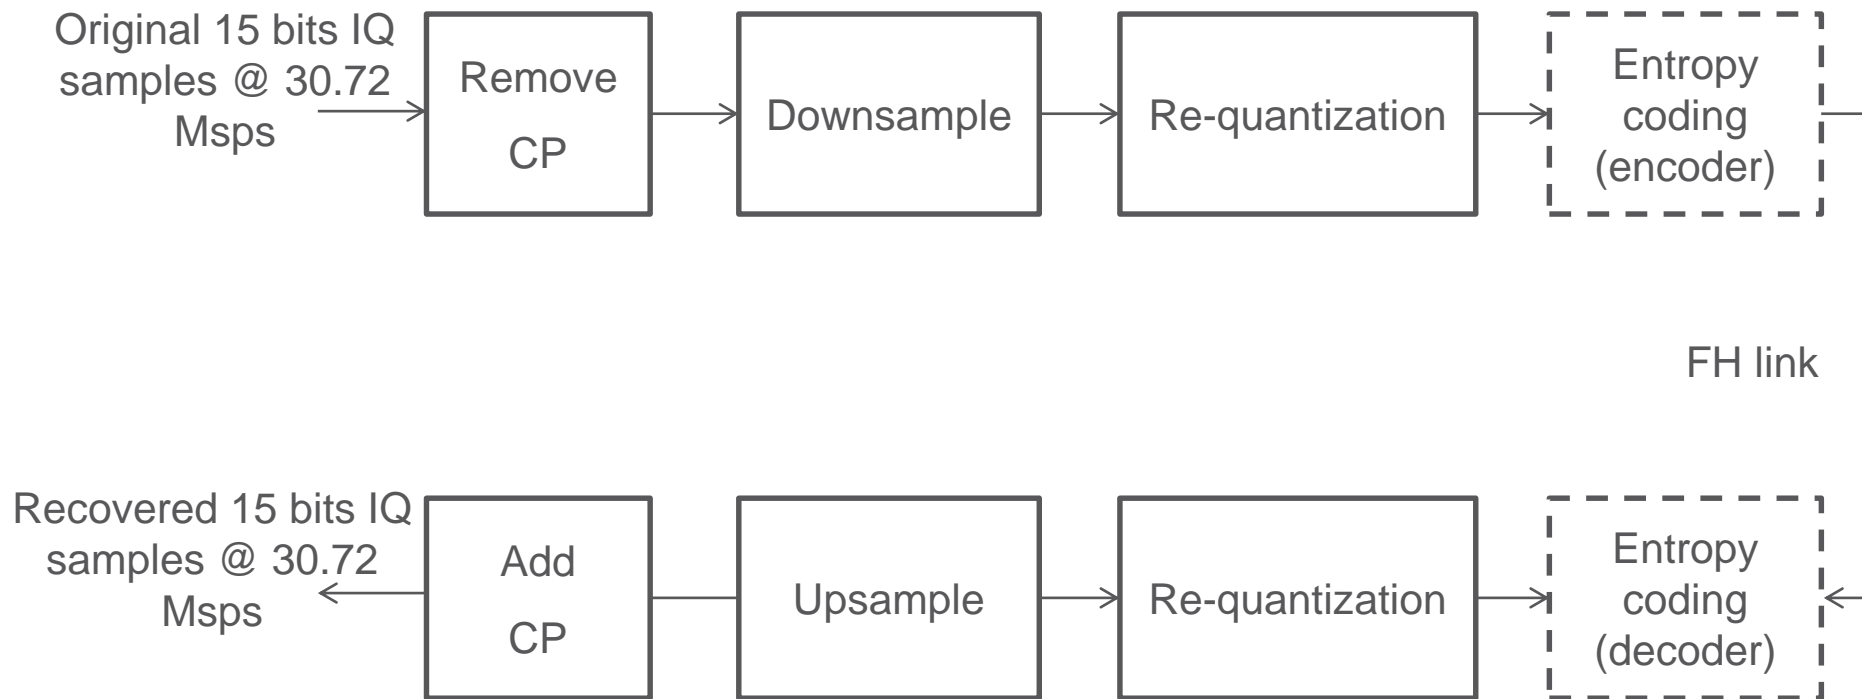 Original 15 bits IQ
samples @ 30.72
Msps
Remove
CP
Downsample
Re-quantization
Entropy
coding
(encoder)
FH link
Recovered 15 bits IQ
samples @ 30.72
Msps
Add
CP
Upsample
Re-quantization
Entropy
coding
(decoder)